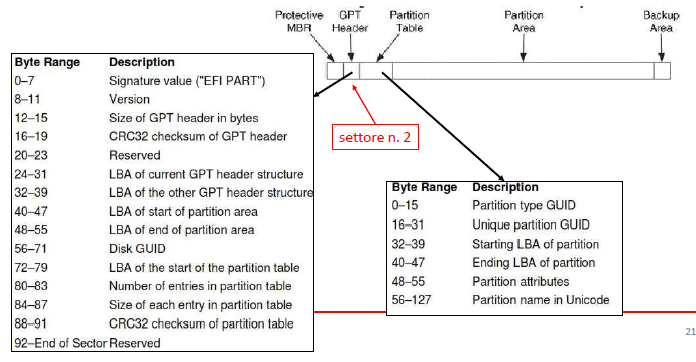 Protective MBR
GPT Header
Partition Table
Partition Area
Backup Area
settore n. 2
Byte Range Description
0–7 Signature value ("EFI PART")
8–11 Version
12–15 Size of GPT header in bytes
16–19 CRC32 checksum of GPT header
20–23 Reserved
24–31 LBA of current GPT header structure
32–39 LBA of the other GPT header structure
40–47 LBA of start of partition area
48–55 LBA of end of partition area
56–71 Disk GUID
72–79 LBA of the start of the partition table
80–83 Number of entries in partition table
84–87 Size of each entry in partition table
88–91 CRC32 checksum of partition table
92–End of Sector Reserved
Byte Range Description
0–15 Partition type GUID
16–31 Unique partition GUID
32–39 Starting LBA of partition
40–47 Ending LBA of partition
48–55 Partition attributes
56–127 Partition name in Unicode
21